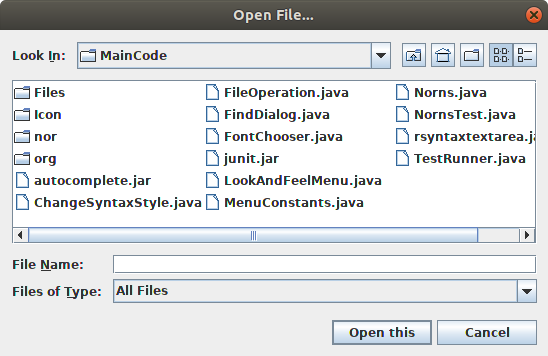 Open File...
Look In: MainCode
Files FileOperation.java Norns.java
Icon FindDialog.java NornsTest.java
nor FontChooser.java rsyntaxtextarea.jar
org junit.jar TestRunner.java
autocomplete.jar LookAndFeelMenu.java
ChangeSyntaxStyle.java MenuConstants.java
File Name:
Files of Type: All Files
Open this Cancel